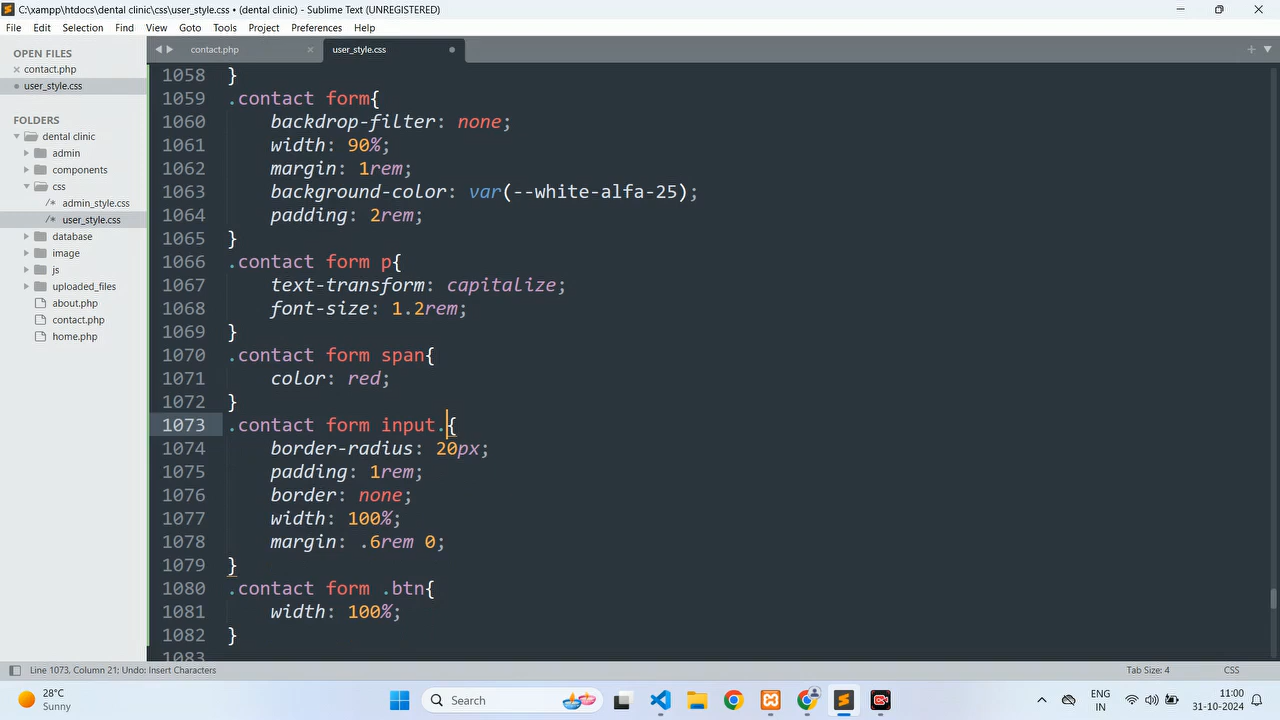 C:\xampp\htdocs\dental clinic\css\user_style.css • (dental clinic) - Sublime Text (UNREGISTERED)
File Edit Selection Find View Goto Tools Project Preferences Help
OPEN FILES
contact.php
user_style.css
FOLDERS
dental clinic
admin
components
css
/* admin_style.css
/* user_style.css
database
image
js
uploaded_files
about.php
contact.php
home.php
contact.php
user_style.css
1058 }
1059 .contact form{
1060 backdrop-filter: none;
1061 width: 90%;
1062 margin: 1rem;
1063 background-color: var(--white-alfa-25);
1064 padding: 2rem;
1065 }
1066 .contact form p{
1067 text-transform: capitalize;
1068 font-size: 1.2rem;
1069 }
1070 .contact form span{
1071 color: red;
1072 }
1073 .contact form input.{
1074 border-radius: 20px;
1075 padding: 1rem;
1076 border: none;
1077 width: 100%;
1078 margin: .6rem 0;
1079 }
1080 .contact form .btn{
1081 width: 100%;
1082 }
1083
Line 1073, Column 21; Undo: Insert Characters
Tab Size: 4
CSS
28°C
Sunny
Search
ENG
IN
11:00
31-10-2024